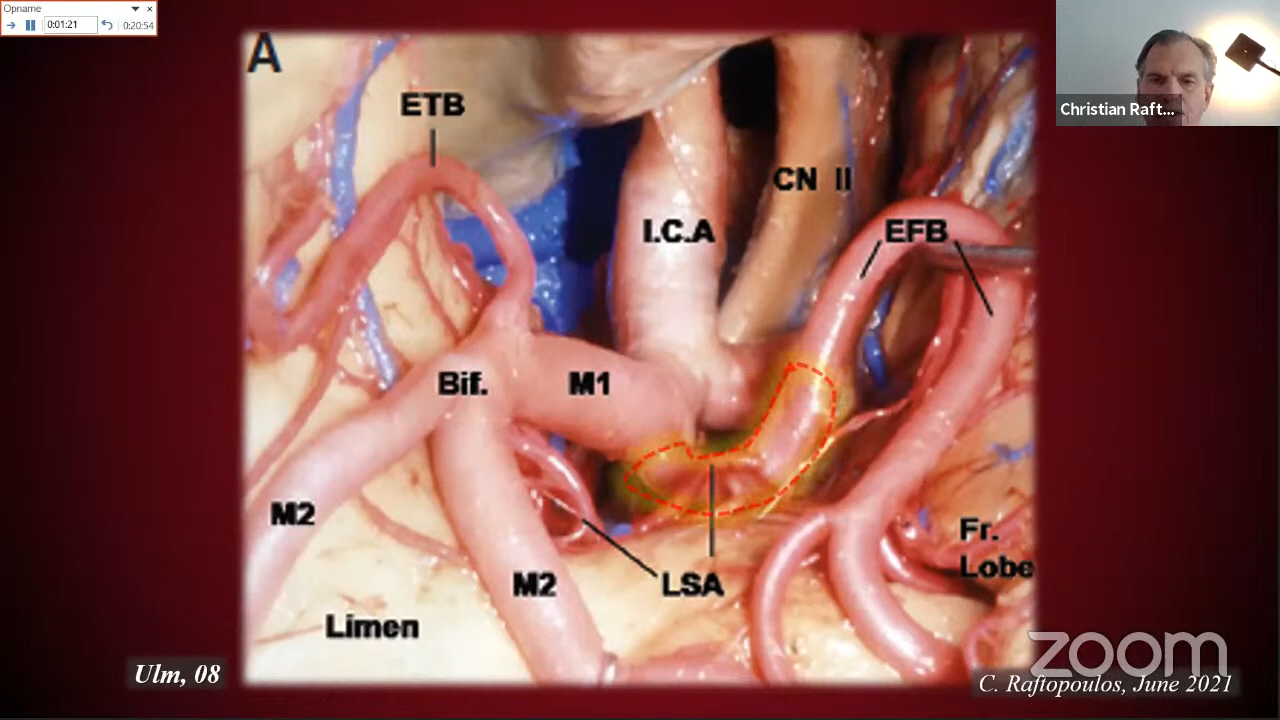 Opname
0:01:21
0:20:54
A
ETB
CN II
I.C.A
EFB
Bif.
M1
M2
Fr.
Lobe
M2
LSA
Limen
Ulm, 08
Christian Raft...
zoom
C. Raftopoulos, June 2021